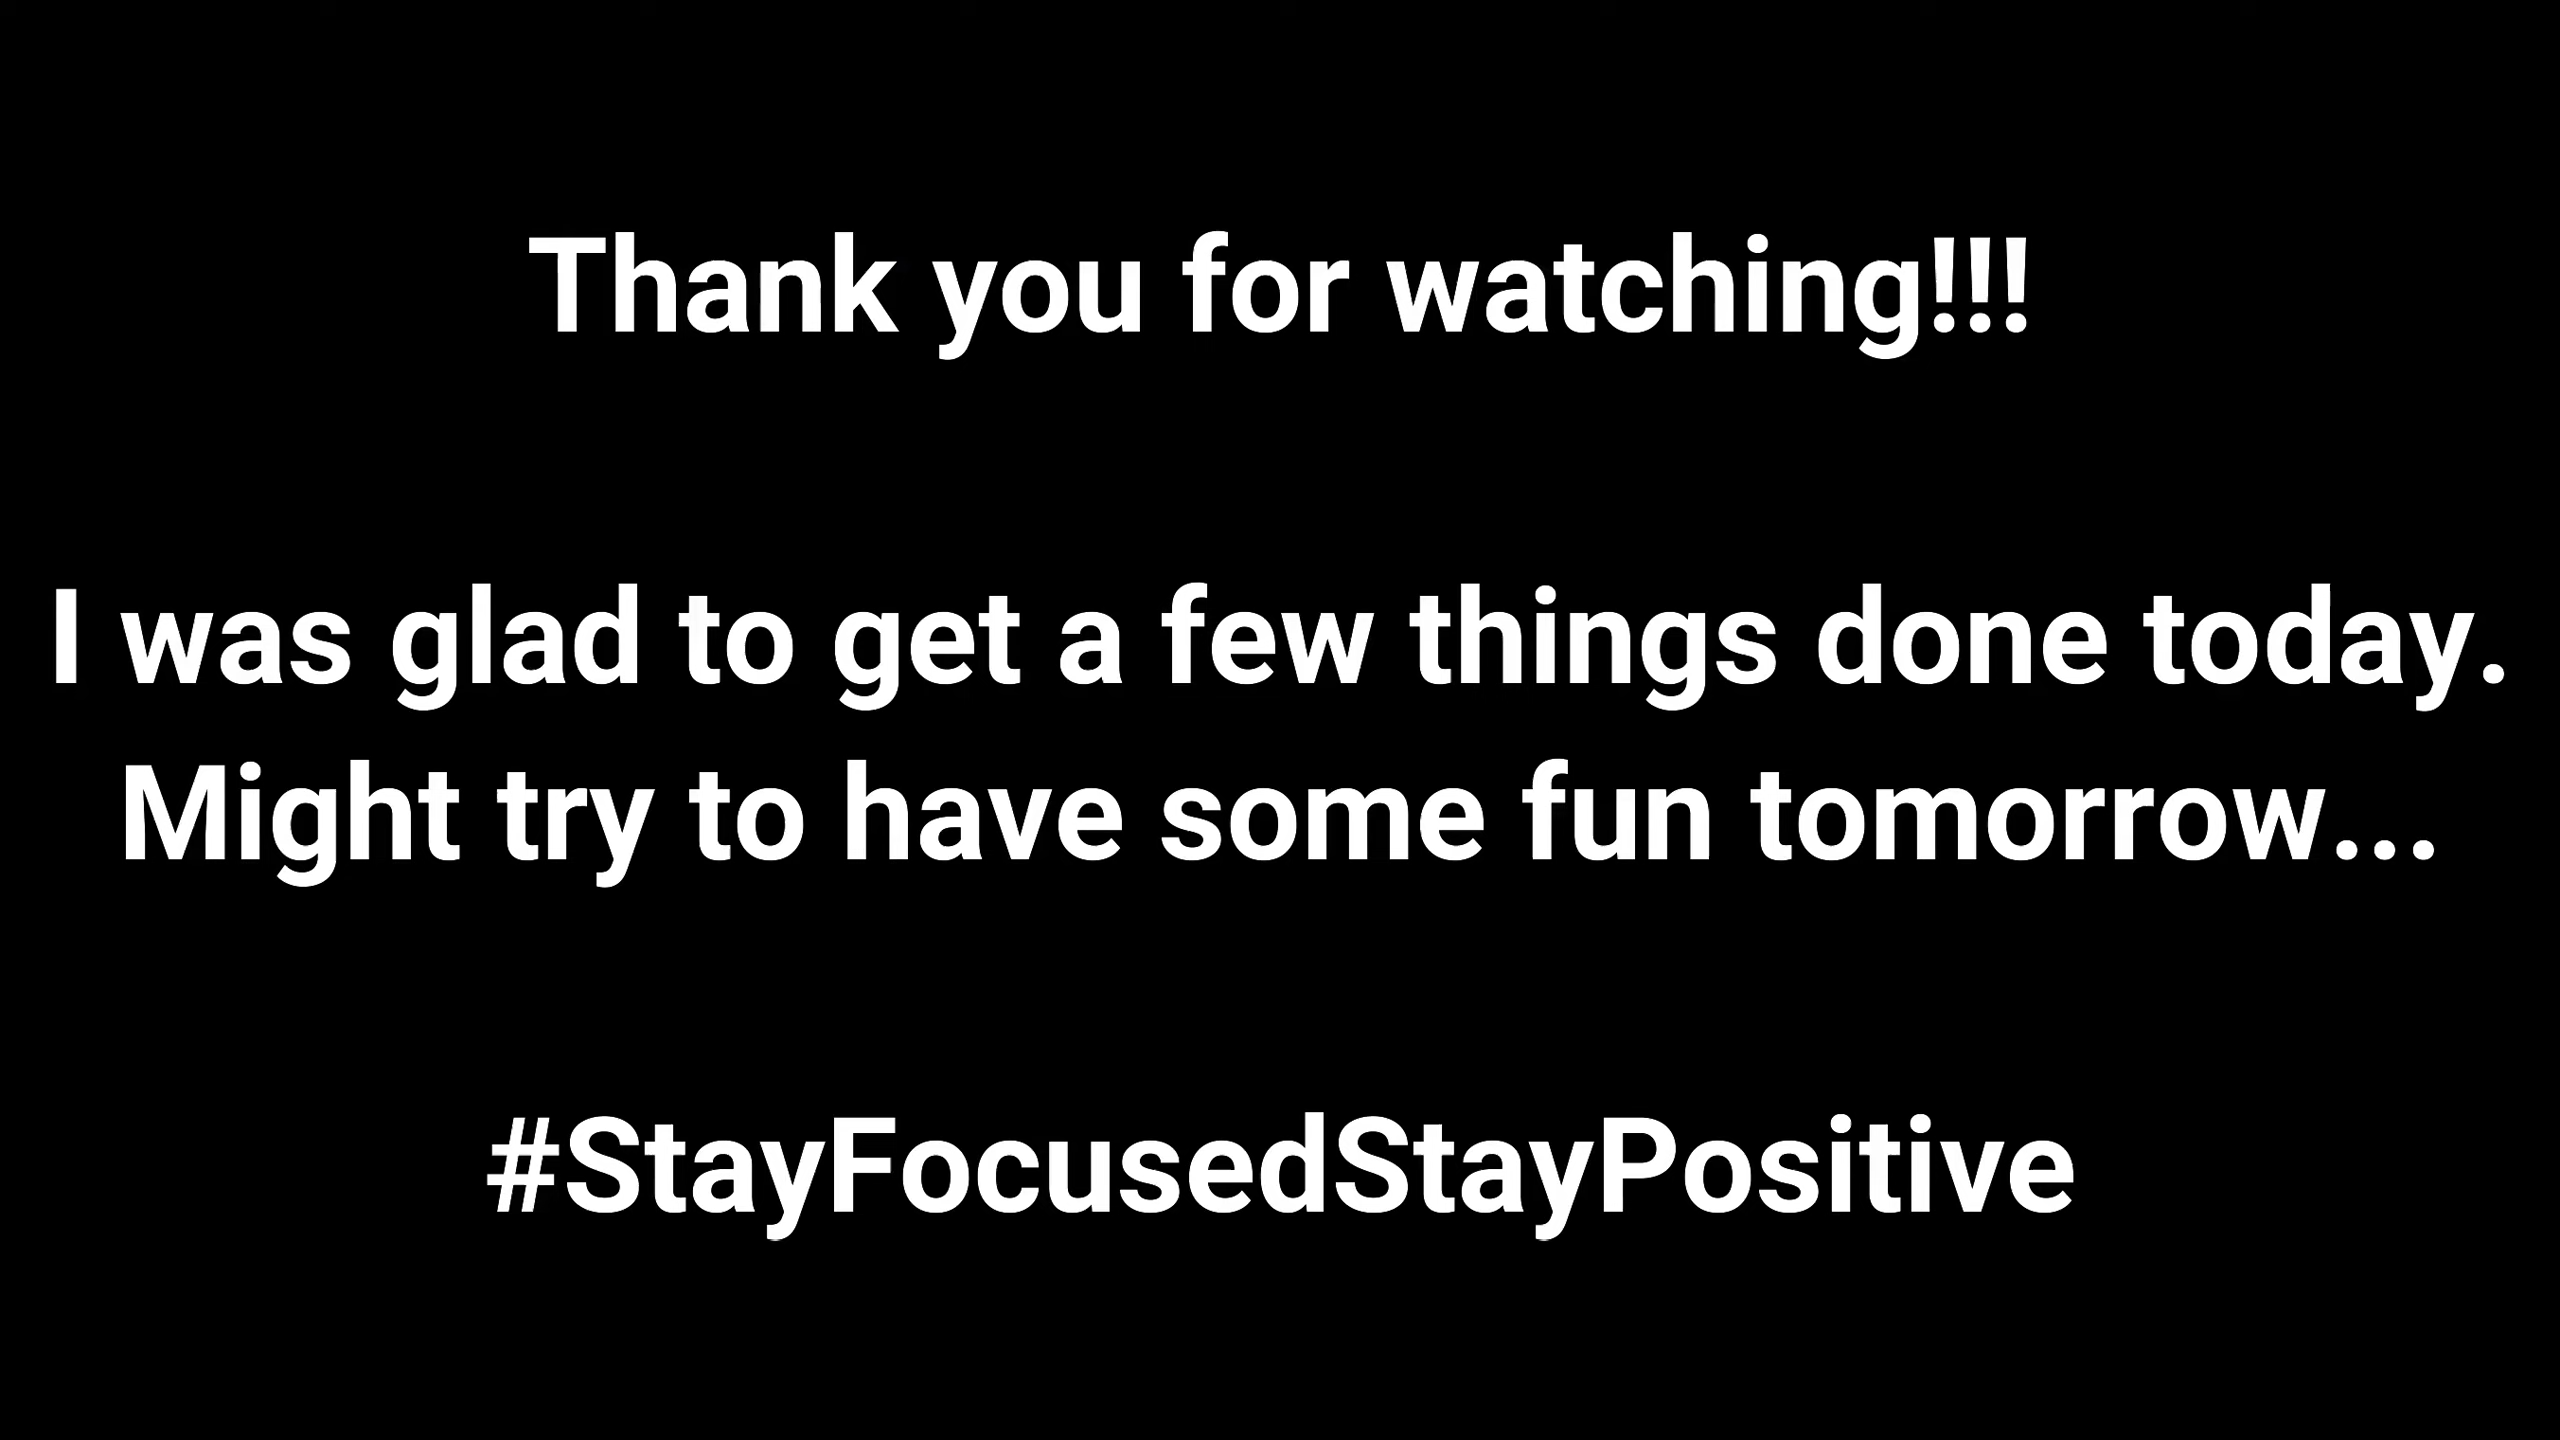 Thank you for watching!!!
I was glad to get a few things done today.
Might try to have some fun tomorrow...
#StayFocusedStayPositive